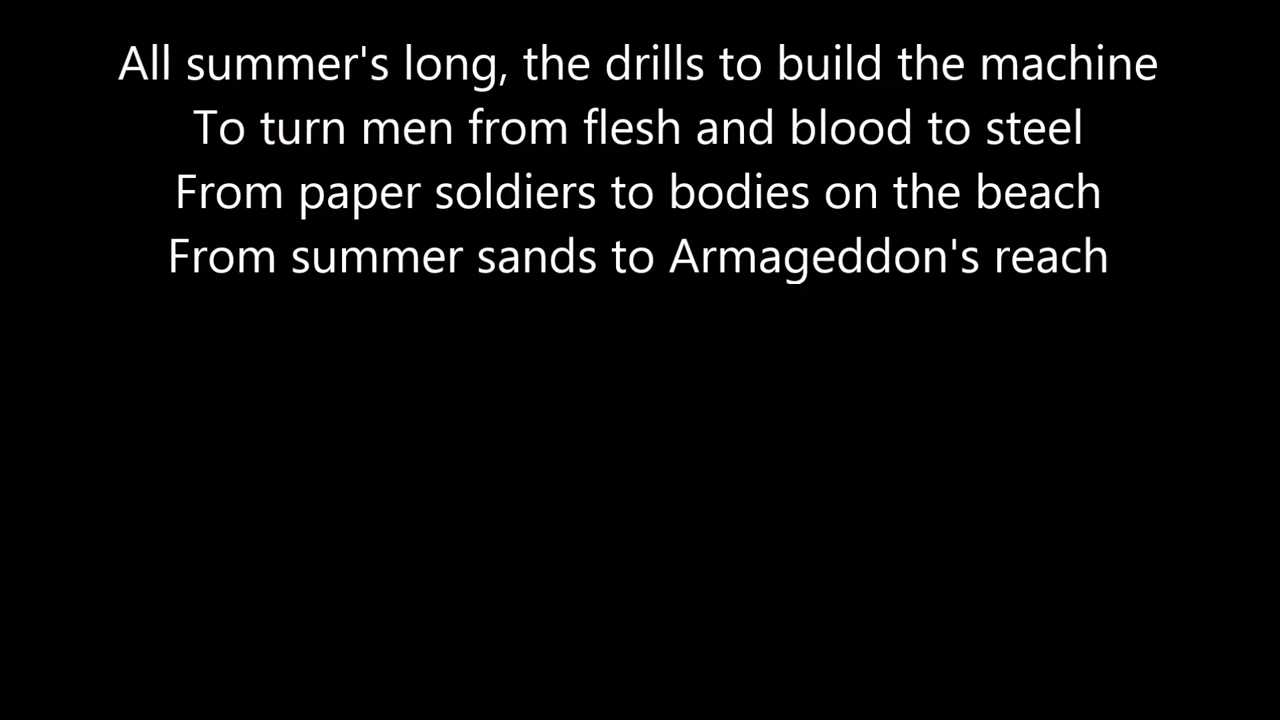 All summer's long, the drills to build the machine
To turn men from flesh and blood to steel
From paper soldiers to bodies on the beach
From summer sands to Armageddon's reach